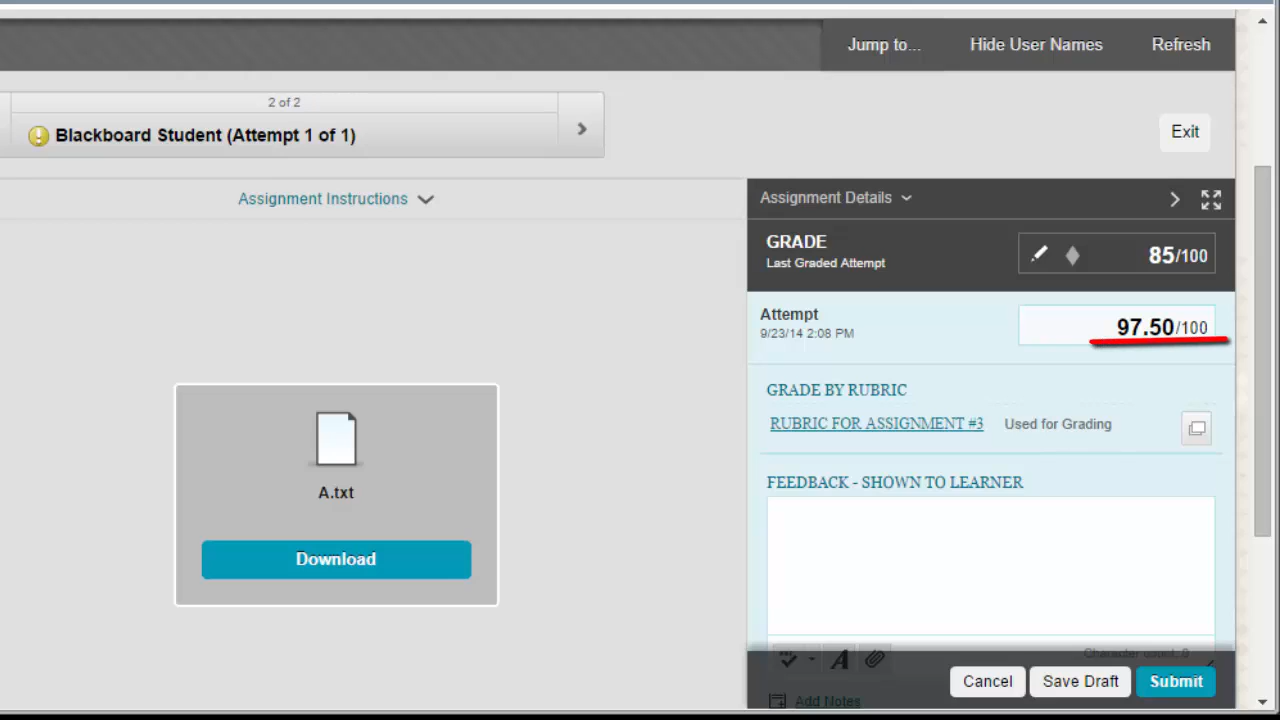 Jump to...
Hide User Names
Refresh
2 of 2
Blackboard Student (Attempt 1 of 1)
Exit
Assignment Instructions
Assignment Details
GRADE
Last Graded Attempt
85/100
Attempt
9/23/14 2:08 PM
97.50/100
GRADE BY RUBRIC
RUBRIC FOR ASSIGNMENT #3
Used for Grading
A.txt
Download
FEEDBACK - SHOWN TO LEARNER
Character count: 0
Cancel
Save Draft
Submit
Add Notes